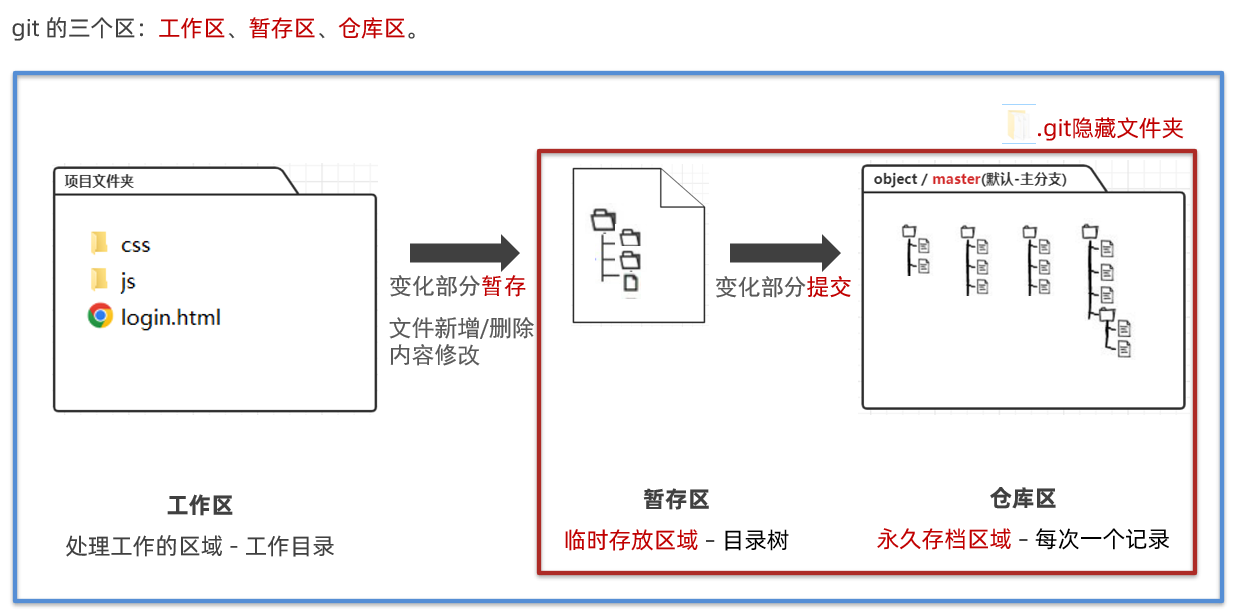 git 的三个区：工作区、暂存区、仓库区。
.git隐藏文件夹
项目文件夹
css
js
login.html
变化部分暂存
文件新增/删除
内容修改
变化部分提交
object / master(默认-主分支)
工作区
处理工作的区域 - 工作目录
暂存区
临时存放区域 - 目录树
仓库区
永久存档区域 - 每次一个记录